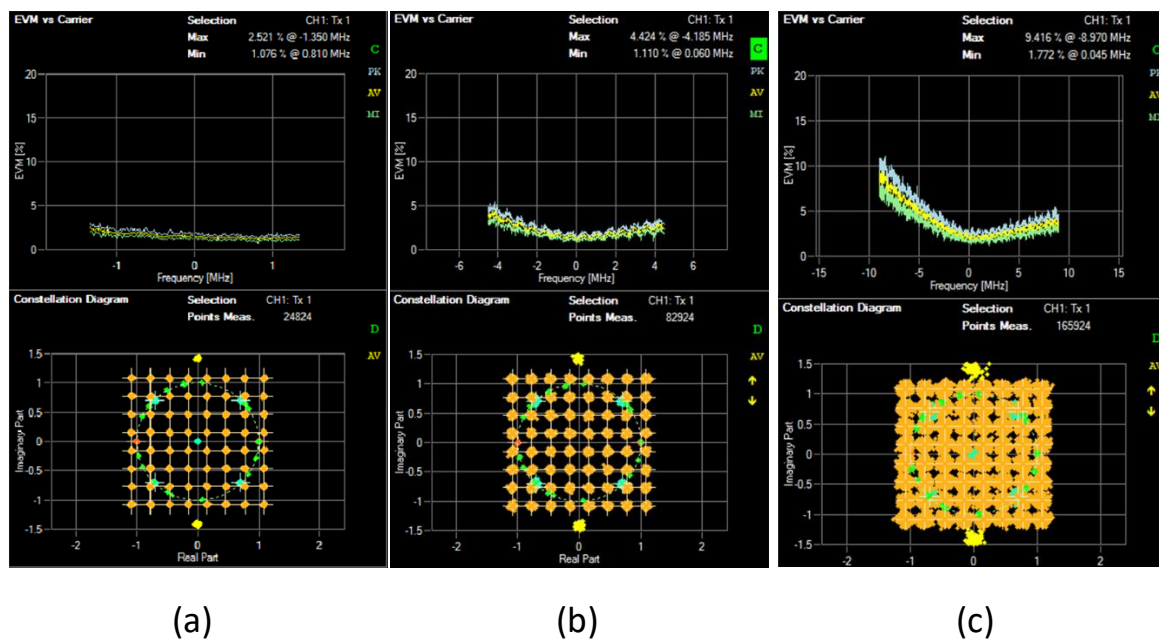 EVM vs Carrier Selection CH1: Tx 1
Max 2.521 % @ -1.350 MHz
Min 1.076 % @ 0.810 MHz
C
PK
AV
MI
20
15
10
5
0
EVM [%]
-1 0 1
Frequency [MHz]
Constellation Diagram Selection CH1: Tx 1
Points Meas. 24824
D
AV
1.5
1
0.5
0
-0.5
-1
-1.5
Imaginary Part
-2 -1 0 1 2
Real Part
(a)
EVM vs Carrier Selection CH1: Tx 1
Max 4.424 % @ -4.185 MHz
Min 1.110 % @ 0.060 MHz
C
PK
AV
MI
20
15
10
5
0
EVM [%]
-6 -4 -2 0 2 4 6
Frequency [MHz]
Constellation Diagram Selection CH1: Tx 1
Points Meas. 82924
D
AV
1.5
1
0.5
0
-0.5
-1
-1.5
Imaginary Part
-2 -1 0 1 2
Real Part
(b)
EVM vs Carrier Selection CH1: Tx 1
Max 9.416 % @ -8.970 MHz
Min 1.772 % @ 0.045 MHz
C
PK
AV
MI
20
15
10
5
0
EVM [%]
-15 -10 -5 0 5 10 15
Frequency [MHz]
Constellation Diagram Selection CH1: Tx 1
Points Meas. 165924
D
AV
1.5
1
0.5
0
-0.5
-1
-1.5
Imaginary Part
-2 -1 0 1 2
Real Part
(c)